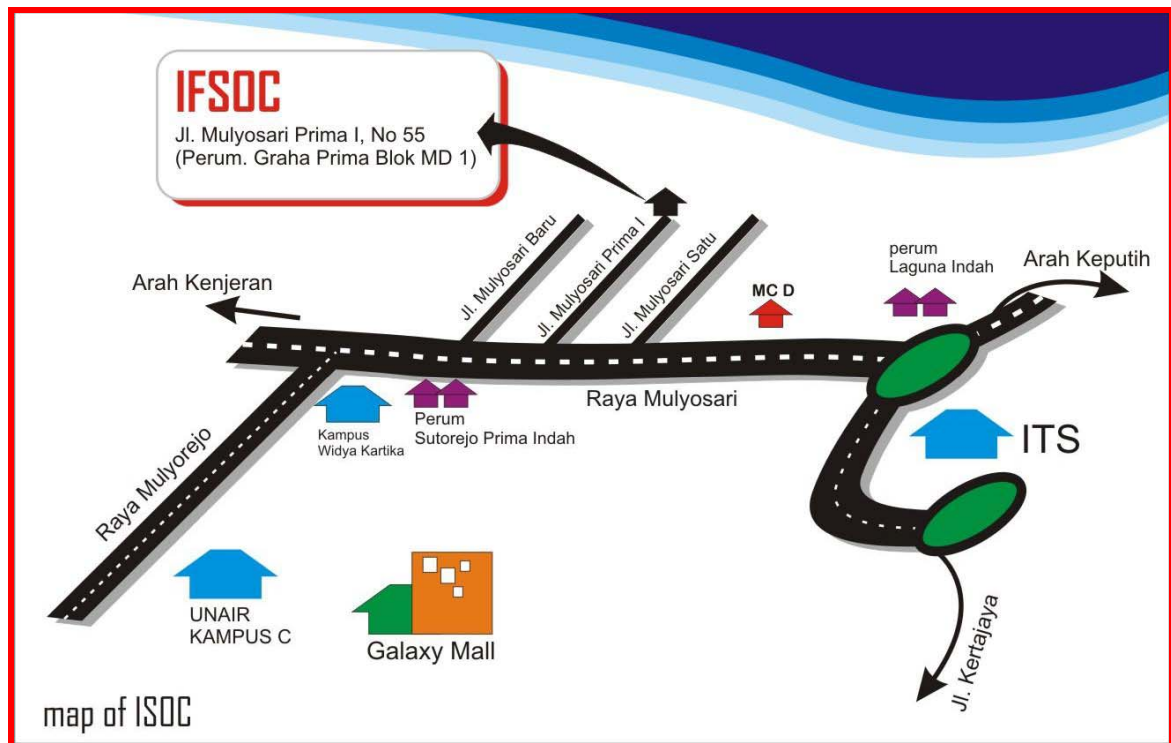 IFSOC
Jl. Mulyosari Prima I, No 55
(Perum. Graha Prima Blok MD 1)
Jl. Mulyosari Baru
Jl. Mulyosari Prima I
Jl. Mulyosari Satu
perum
Laguna Indah
Arah Keputih
Arah Kenjeran
MC D
Raya Mulyosari
Kampus
Widya Kartika
Perum
Sutorejo Prima Indah
ITS
Raya Mulyorejo
UNAIR
KAMPUS C
Galaxy Mall
Jl. Kertajaya
map of ISOC